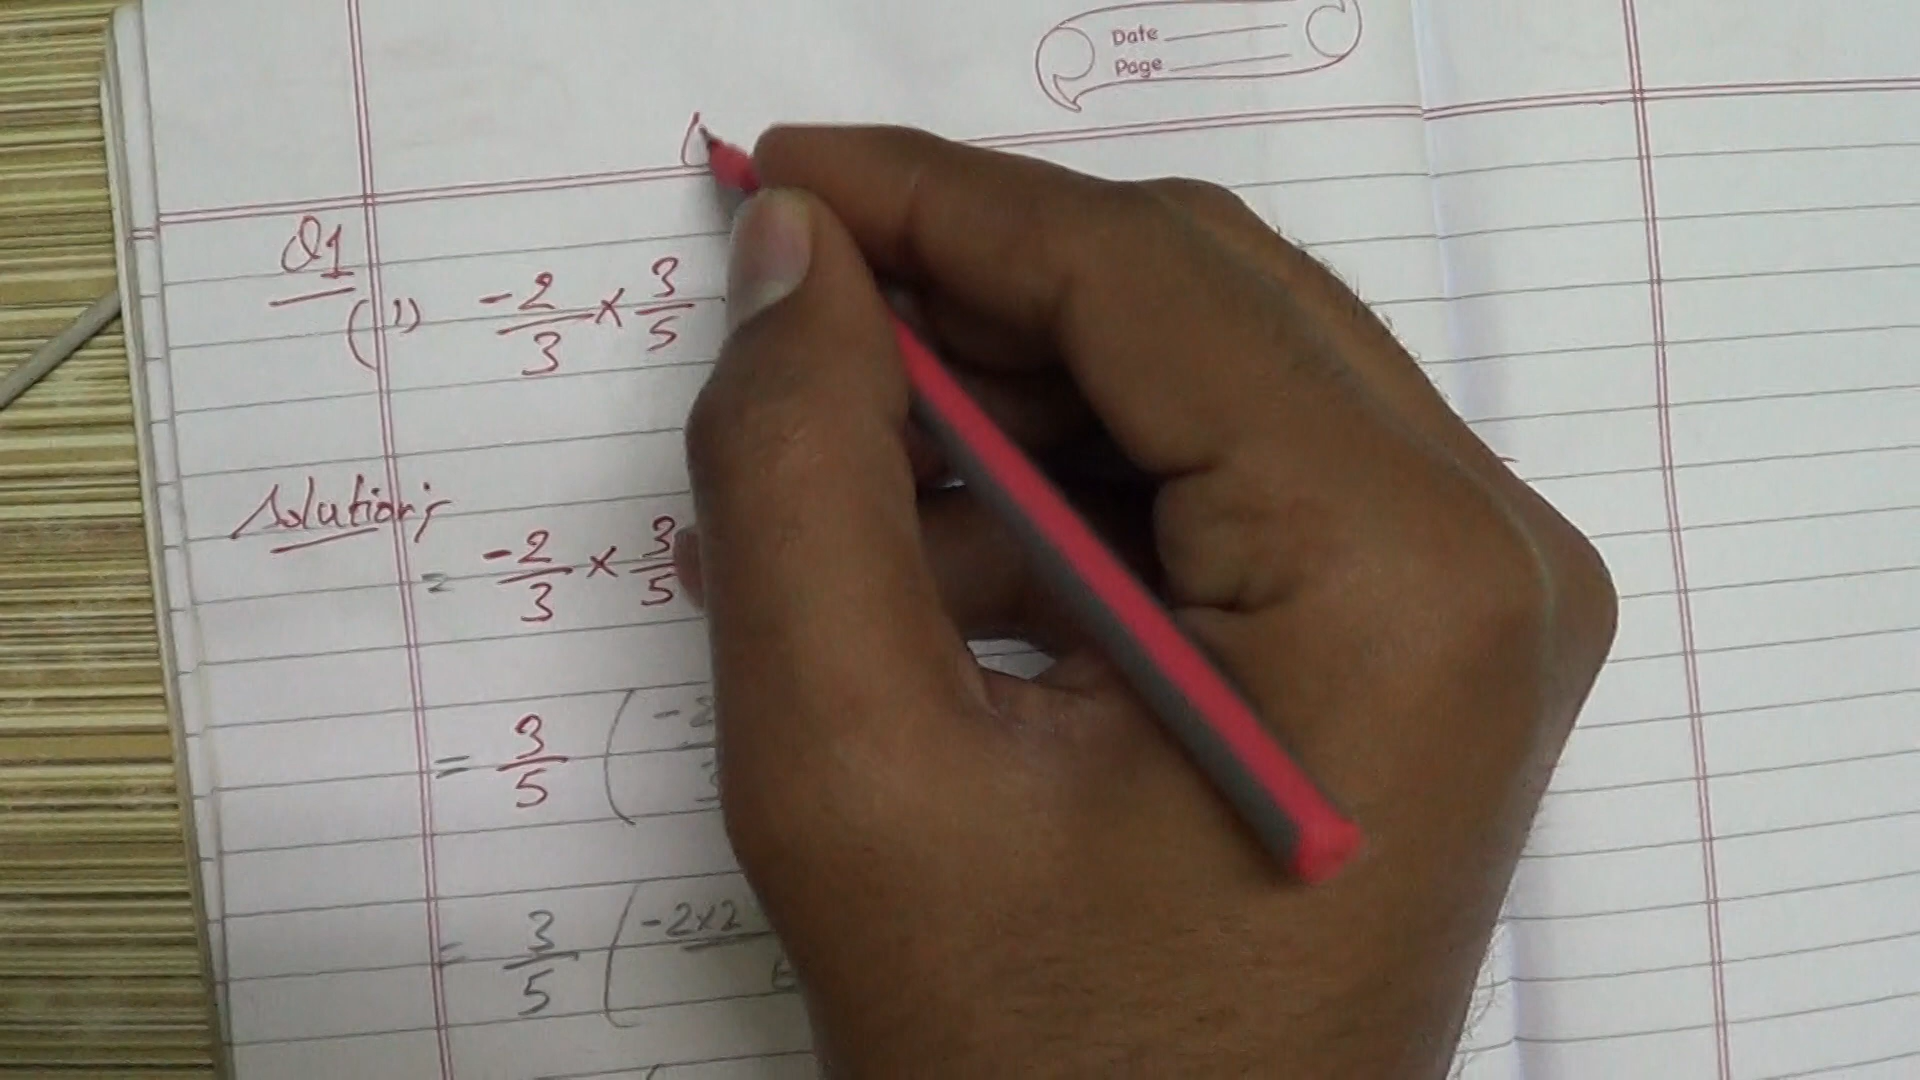 Date
Page
Q1
(1) -2/3 × 3/5
Solution:
= -2/3 × 3/5
= 3/5 (-2
= 3/5 (-2×2